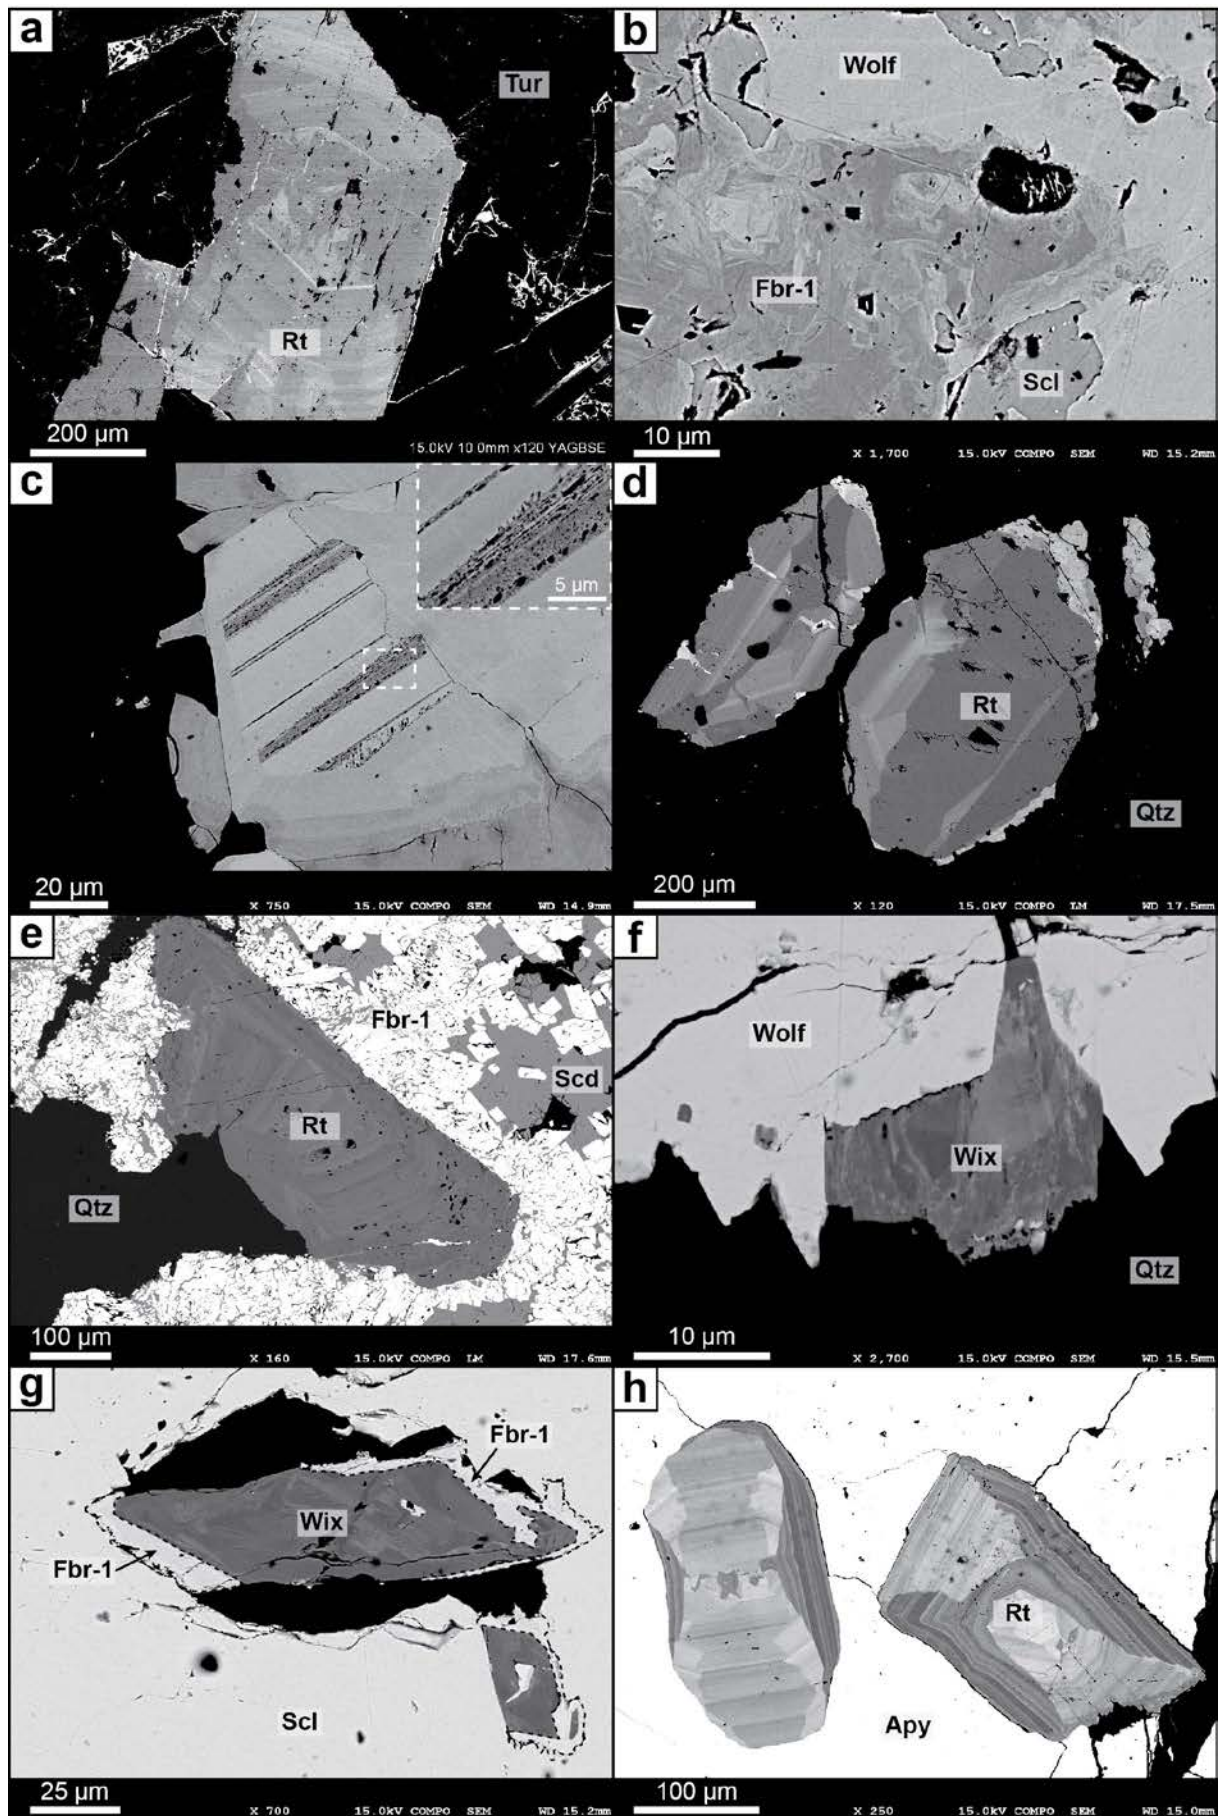 a
Tur
Rt
200 µm
15.0kV 10.0mm x120 YAGBSE
b
Wolf
Fbr-1
Scl
10 µm
X 1,700 15.0kV COMPO SEM WD 15.2mm
c
5 µm
20 µm
X 750 15.0kV COMPO SEM WD 14.9mm
d
Rt
Qtz
200 µm
X 120 15.0kV COMPO LM WD 17.5mm
e
Fbr-1
Scd
Rt
Qtz
100 µm
X 160 15.0kV COMPO LM WD 17.6mm
f
Wolf
Wix
Qtz
10 µm
X 2,700 15.0kV COMPO SEM WD 15.5mm
g
Fbr-1
Wix
Fbr-1
Scl
25 µm
X 700 15.0kV COMPO SEM WD 15.2mm
h
Rt
Apy
100 µm
X 250 15.0kV COMPO SEM WD 15.0mm